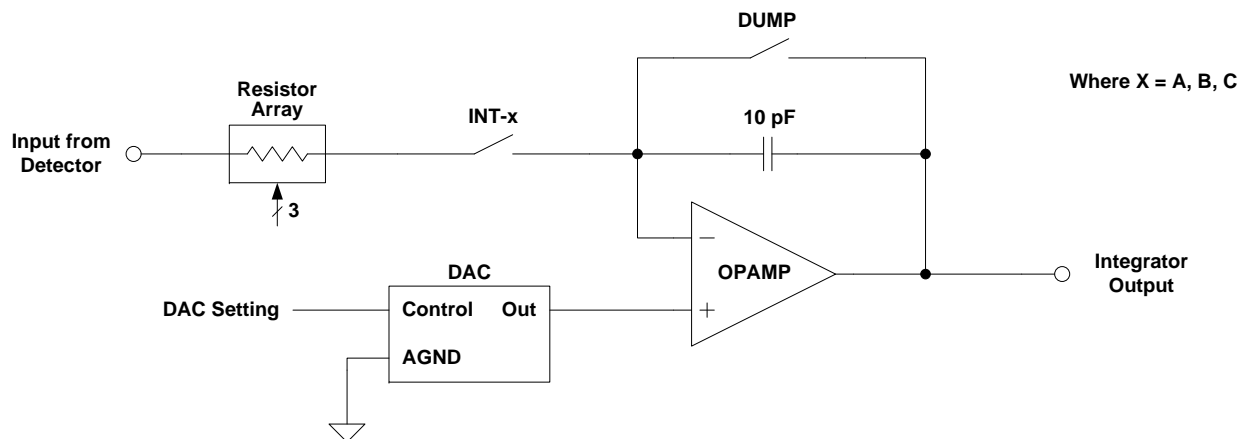 DUMP
Where X = A, B, C
Resistor
Array
INT-x
10 pF
Input from
Detector
3
−
OPAMP
+
Integrator
Output
DAC
DAC Setting
Control Out
AGND